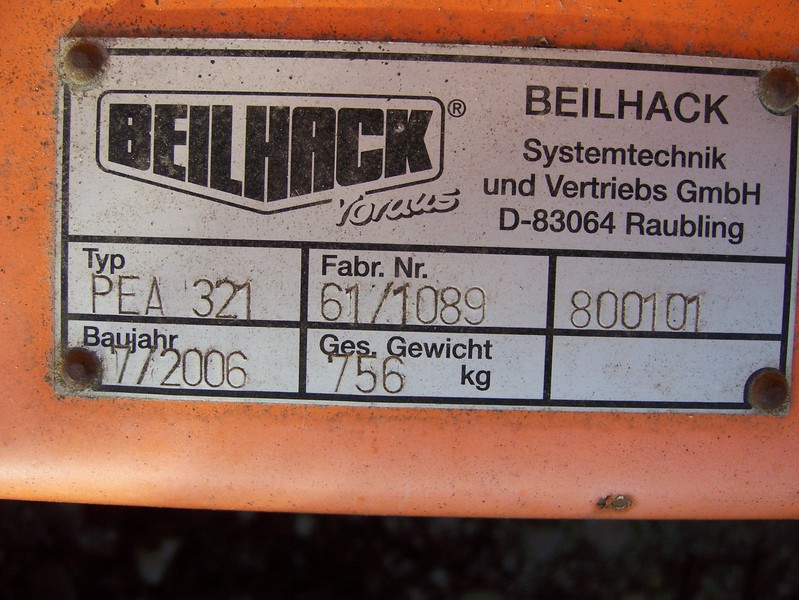 BEILHACK®
Voraus
BEILHACK
Systemtechnik
und Vertriebs GmbH
D-83064 Raubling
Typ
PEA 321
Fabr. Nr.
61/1089
800101
Baujahr
7/2006
Ges. Gewicht
756 kg